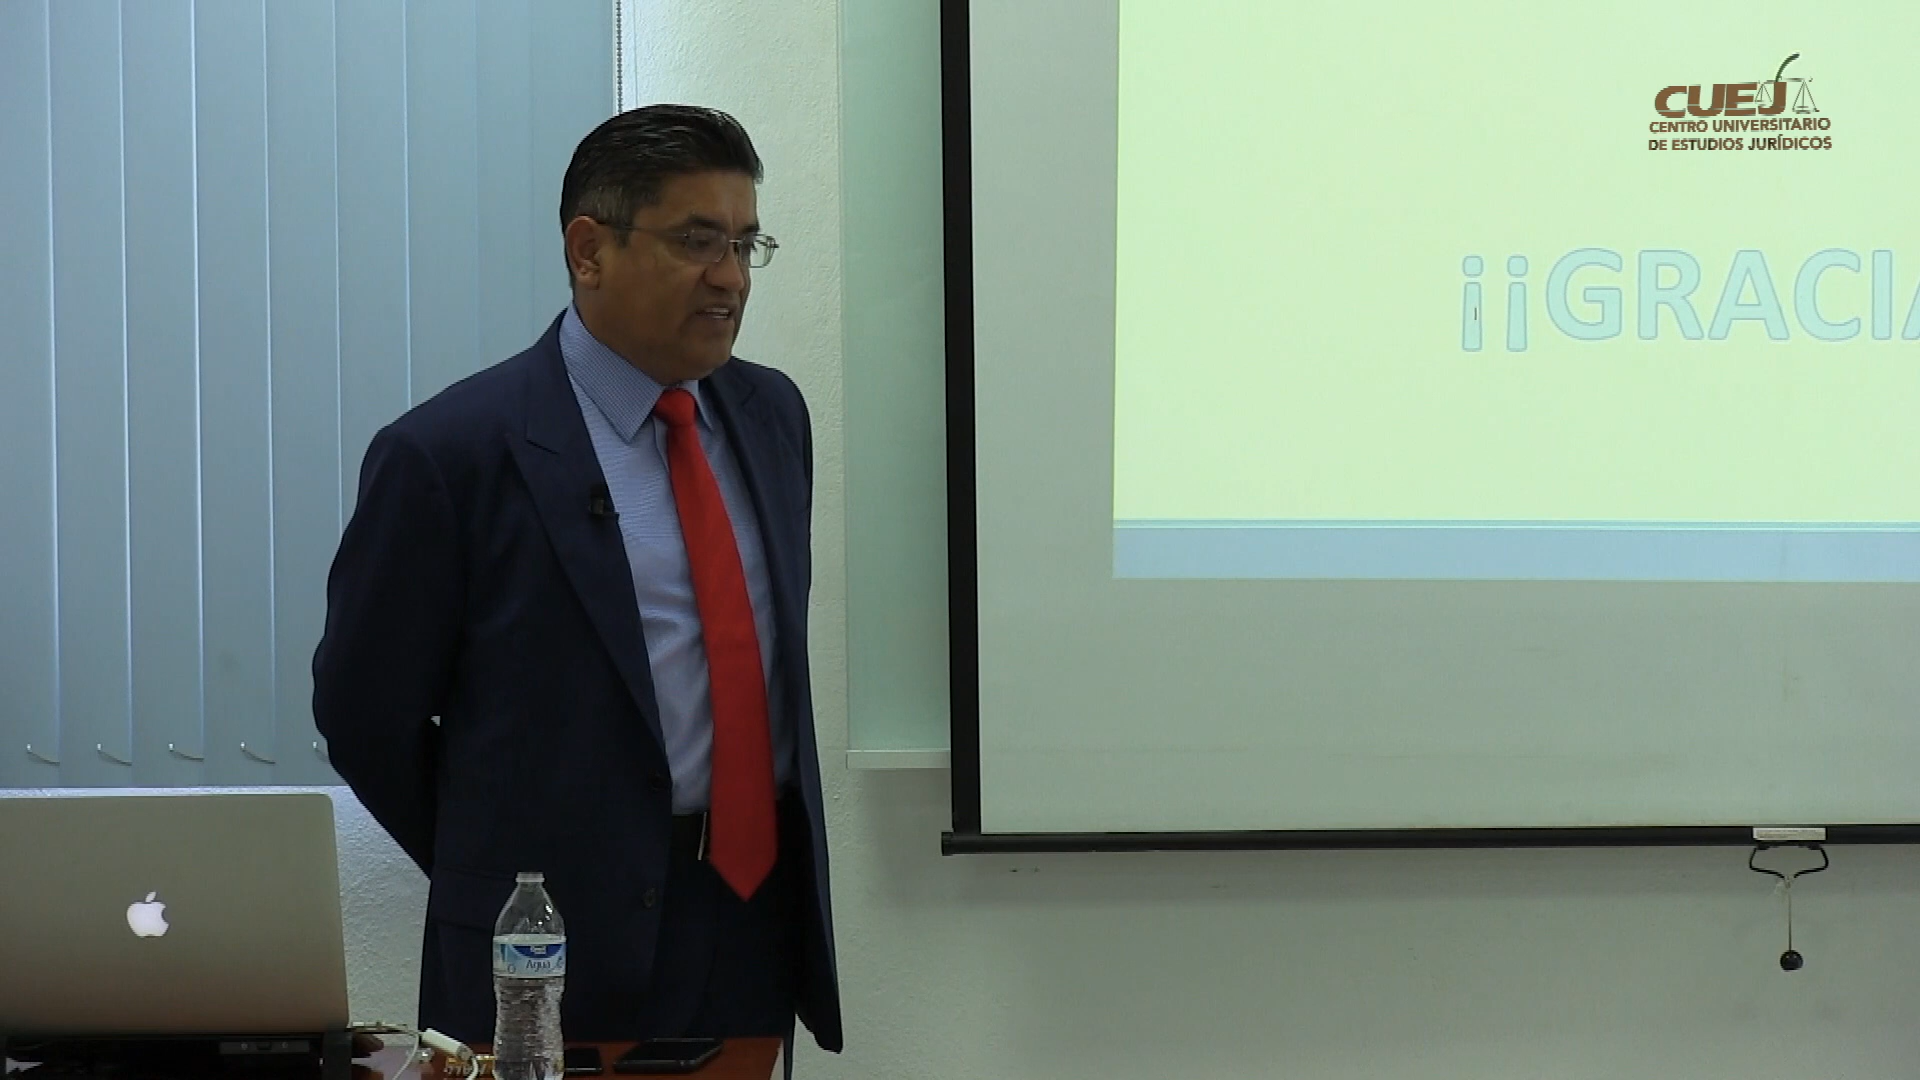 CUEJ
CENTRO UNIVERSITARIO
DE ESTUDIOS JURÍDICOS
¡¡GRACIA
Agua